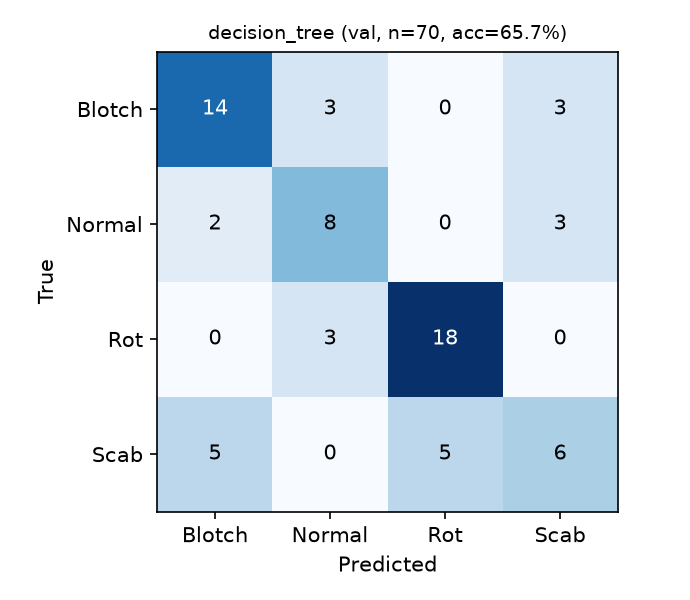 decision_tree (val, n=70, acc=65.7%)
Blotch 14 3 0 3
Normal 2 8 0 3
True
Rot 0 3 18 0
Scab 5 0 5 6
Blotch Normal Rot Scab
Predicted